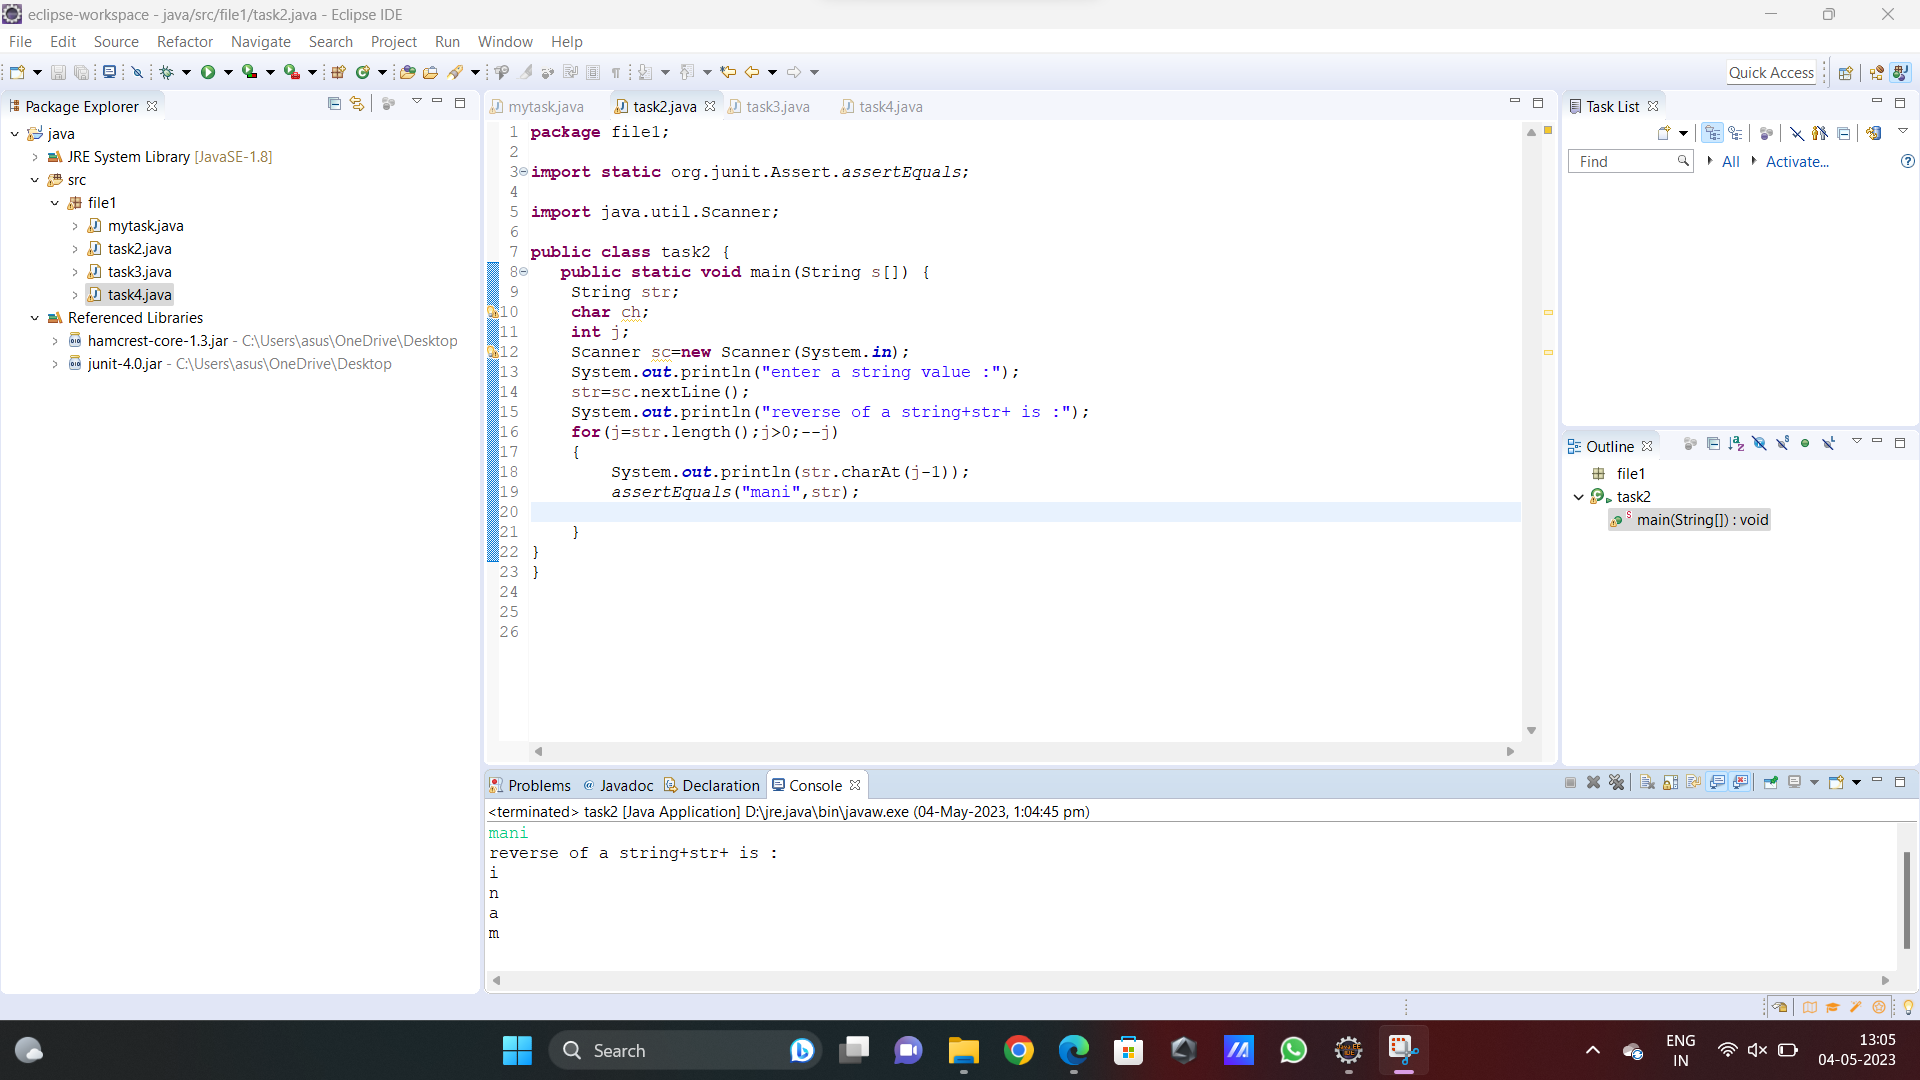 eclipse-workspace - java/src/file1/task2.java - Eclipse IDE
File Edit Source Refactor Navigate Search Project Run Window Help
Quick Access
Package Explorer
java
JRE System Library [JavaSE-1.8]
src
file1
mytask.java
task2.java
task3.java
task4.java
Referenced Libraries
hamcrest-core-1.3.jar - C:\Users\asus\OneDrive\Desktop
junit-4.0.jar - C:\Users\asus\OneDrive\Desktop
mytask.java task2.java task3.java task4.java
1 package file1;
2
3 import static org.junit.Assert.assertEquals;
4
5 import java.util.Scanner;
6
7 public class task2 {
8 public static void main(String s[]) {
9 String str;
10 char ch;
11 int j;
12 Scanner sc=new Scanner(System.in);
13 System.out.println("enter a string value :");
14 str=sc.nextLine();
15 System.out.println("reverse of a string+str+ is :");
16 for(j=str.length();j>0;--j)
17 {
18 System.out.println(str.charAt(j-1));
19 assertEquals("mani",str);
20
21 }
22 }
23 }
24
25
26
Task List
Find All Activate...
Outline
file1
task2
main(String[]) : void
Problems @ Javadoc Declaration Console
<terminated> task2 [Java Application] D:\jre.java\bin\javaw.exe (04-May-2023, 1:04:45 pm)
mani
reverse of a string+str+ is :
i
n
a
m
Search
ENG
IN
13:05
04-05-2023